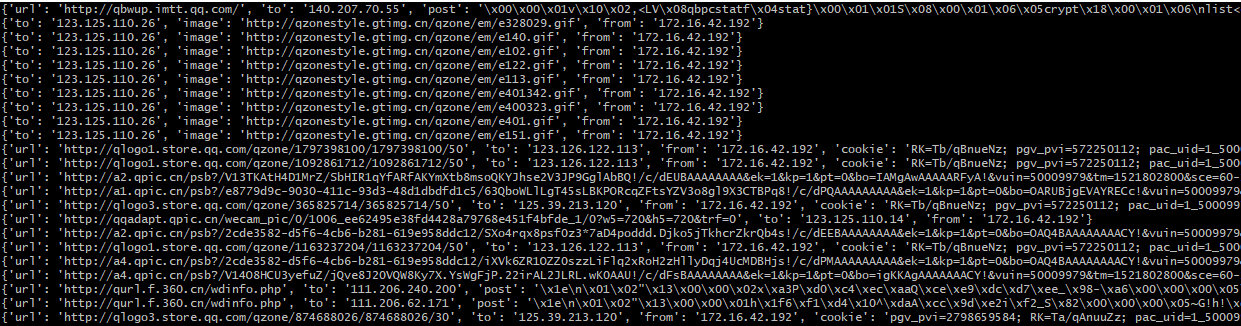 {'url': 'http://qbwup.imtt.qq.com/', 'to': '140.207.70.55', 'post': '\x00\x00\x01v\x10\x02,<LV\x08qbpcstatf\x04stat}\x00\x01\x01S\x08\x00\x01\x06\x05crypt\x18\x00\x01\x06\nlist<
{'to': '123.125.110.26', 'image': 'http://qzonestyle.gtimg.cn/qzone/em/e328029.gif', 'from': '172.16.42.192'}
{'to': '123.125.110.26', 'image': 'http://qzonestyle.gtimg.cn/qzone/em/e140.gif', 'from': '172.16.42.192'}
{'to': '123.125.110.26', 'image': 'http://qzonestyle.gtimg.cn/qzone/em/e102.gif', 'from': '172.16.42.192'}
{'to': '123.125.110.26', 'image': 'http://qzonestyle.gtimg.cn/qzone/em/e122.gif', 'from': '172.16.42.192'}
{'to': '123.125.110.26', 'image': 'http://qzonestyle.gtimg.cn/qzone/em/e113.gif', 'from': '172.16.42.192'}
{'to': '123.125.110.26', 'image': 'http://qzonestyle.gtimg.cn/qzone/em/e401342.gif', 'from': '172.16.42.192'}
{'to': '123.125.110.26', 'image': 'http://qzonestyle.gtimg.cn/qzone/em/e400323.gif', 'from': '172.16.42.192'}
{'to': '123.125.110.26', 'image': 'http://qzonestyle.gtimg.cn/qzone/em/e401.gif', 'from': '172.16.42.192'}
{'to': '123.125.110.26', 'image': 'http://qzonestyle.gtimg.cn/qzone/em/e151.gif', 'from': '172.16.42.192'}
{'url': 'http://qlogo1.store.qq.com/qzone/1797398100/1797398100/50', 'to': '123.126.122.113', 'from': '172.16.42.192', 'cookie': 'RK=Tb/qBnueNz; pgv_pvi=572250112; pac_uid=1_5000
{'url': 'http://qlogo1.store.qq.com/qzone/1092861712/1092861712/50', 'to': '123.126.122.113', 'from': '172.16.42.192', 'cookie': 'RK=Tb/qBnueNz; pgv_pvi=572250112; pac_uid=1_5000
{'url': 'http://a2.qpic.cn/psb?/V13TKAtH4D1MrZ/SbHIR1qYfARfAKYmXtb8msoQKYJhse2V3JP9GglAbBQ!/c/dEUBAAAAAAAA&ek=1&kp=1&pt=0&bo=IAMgAwAAAAARFyA!&vuin=50009979&tm=1521802800&sce=60-
{'url': 'http://a1.qpic.cn/psb?/e8779d9c-9030-411c-93d3-48d1dbdfd1c5/63QboWLlLgT45sLBKPORcqZFtsYZV3o8gl9X3CTBPq8!/c/dPQAAAAAAAAA&ek=1&kp=1&pt=0&bo=ARUBjgEVAYRECc!&vuin=50009979
{'url': 'http://qlogo3.store.qq.com/qzone/365825714/365825714/50', 'to': '125.39.213.120', 'from': '172.16.42.192', 'cookie': 'RK=Tb/qBnueNz; pgv_pvi=572250112; pac_uid=1_500099
{'url': 'http://qqadapt.qpic.cn/wecam_pic/0/1006_ee62495e38fd4428a79768e451f4bfde_1/0?w5=720&h5=720&trf=0', 'to': '123.125.110.14', 'from': '172.16.42.192'}
{'url': 'http://a2.qpic.cn/psb?/2cde3582-d5f6-4cb6-b281-619e958ddc12/SXo4rqx8psfOz3*7aD4poddd.Djko5jTkhcrZkrQb4s!/c/dEEBAAAAAAAA&ek=1&kp=1&pt=0&bo=OAQ4BAAAAAAAACY!&vuin=50009979
{'url': 'http://qlogo1.store.qq.com/qzone/1163237204/1163237204/50', 'to': '123.126.122.113', 'from': '172.16.42.192', 'cookie': 'RK=Tb/qBnueNz; pgv_pvi=572250112; pac_uid=1_5000
{'url': 'http://a4.qpic.cn/psb?/2cde3582-d5f6-4cb6-b281-619e958ddc12/iXVk6ZR1OZZOszzLiFlq2xRoH2zHllyDqj4UcMDBHjs!/c/dPMAAAAAAAAA&ek=1&kp=1&pt=0&bo=OAQ4BAAAAAAAACY!&vuin=50009979
{'url': 'http://a4.qpic.cn/psb?/V14O8HCU3yefuZ/jQve8J20VQW8Ky7X.YsWgFjP.22irAL2JLRL.wK0AAU!/c/dFsBAAAAAAAA&ek=1&kp=1&pt=0&bo=igKKAgAAAAAAACY!&vuin=50009979&tm=1521802800&sce=60-
{'url': 'http://qurl.f.360.cn/wdinfo.php', 'to': '111.206.240.200', 'post': '\x1e\n\x01\x02"\x13\x00\x00\x02x\xa3P\xd0\xc4\xec\xaaQ\xce\xe9\xdc\xd7\xee_\x98-\xa6\x00\x00\x00\x05
{'url': 'http://qurl.f.360.cn/wdinfo.php', 'to': '111.206.62.171', 'post': '\x1e\n\x01\x02"\x13\x00\x00\x01h\x1f6\xf1\xd4\x10^\xdaA\xcc\x9d\xe2i\xf2_S\x82\x00\x00\x00\x05~G!h!\x
{'url': 'http://qlogo3.store.qq.com/qzone/874688026/874688026/30', 'to': '125.39.213.120', 'from': '172.16.42.192', 'cookie': 'pgv_pvi=2798659584; RK=Ta/qAnuuZz; pac_uid=1_50009